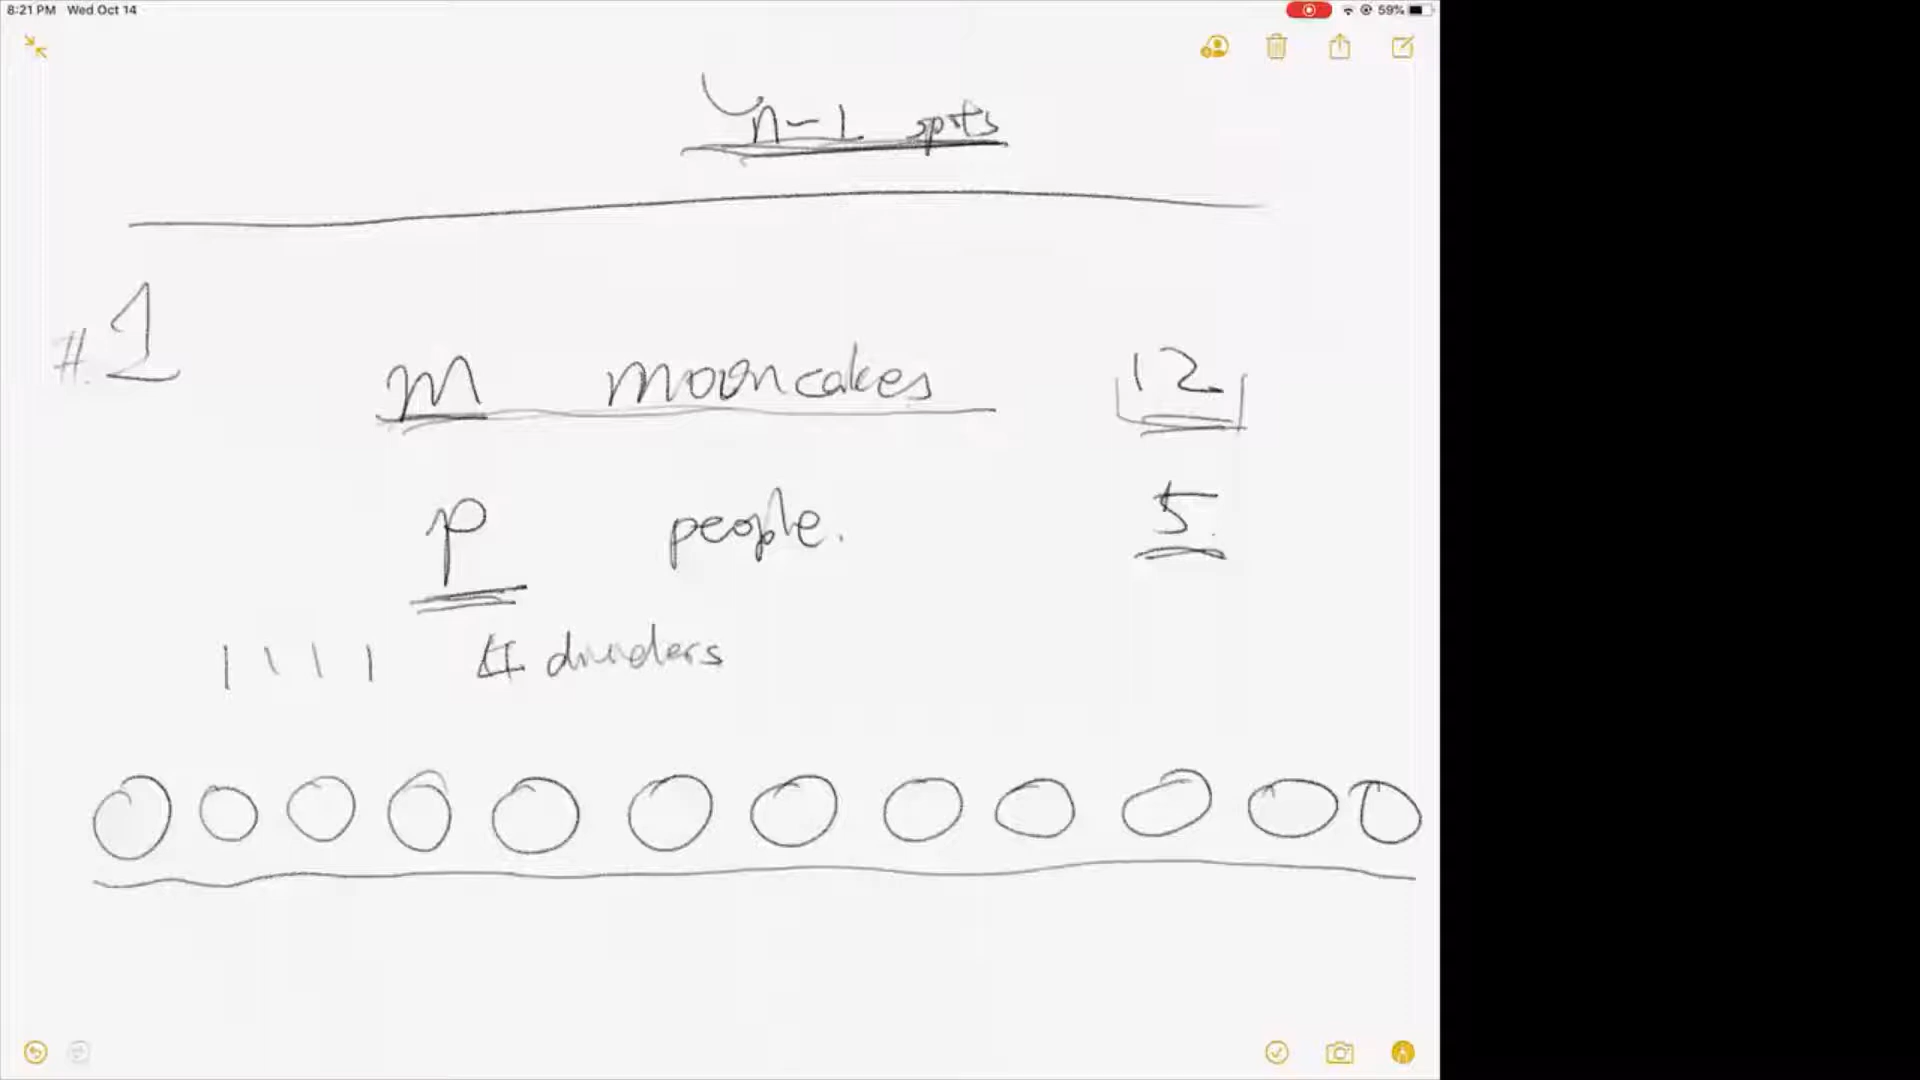 8:21 PM Wed Oct 14
59%
n-1 spots
#1
m mooncakes 12
p people. 5
4 dividers